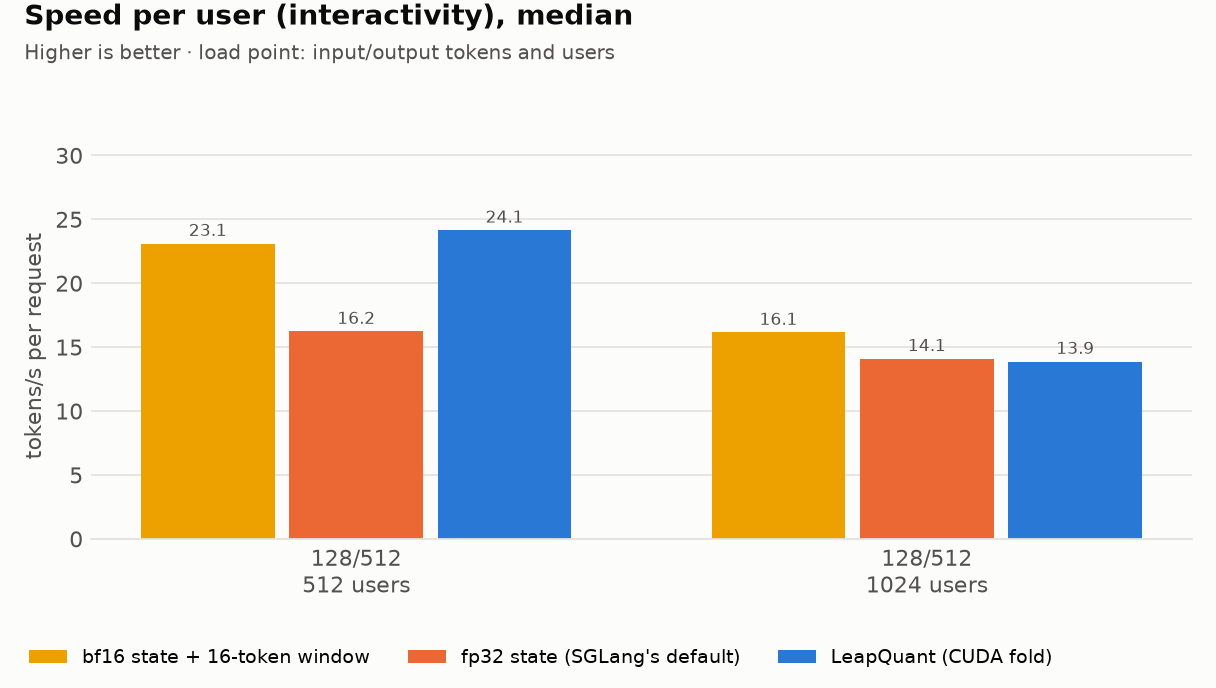 Speed per user (interactivity), median
Higher is better · load point: input/output tokens and users
tokens/s per request
30
25
20
15
10
5
0
23.1
16.2
24.1
16.1
14.1
13.9
128/512
512 users
128/512
1024 users
bf16 state + 16-token window
fp32 state (SGLang's default)
LeapQuant (CUDA fold)